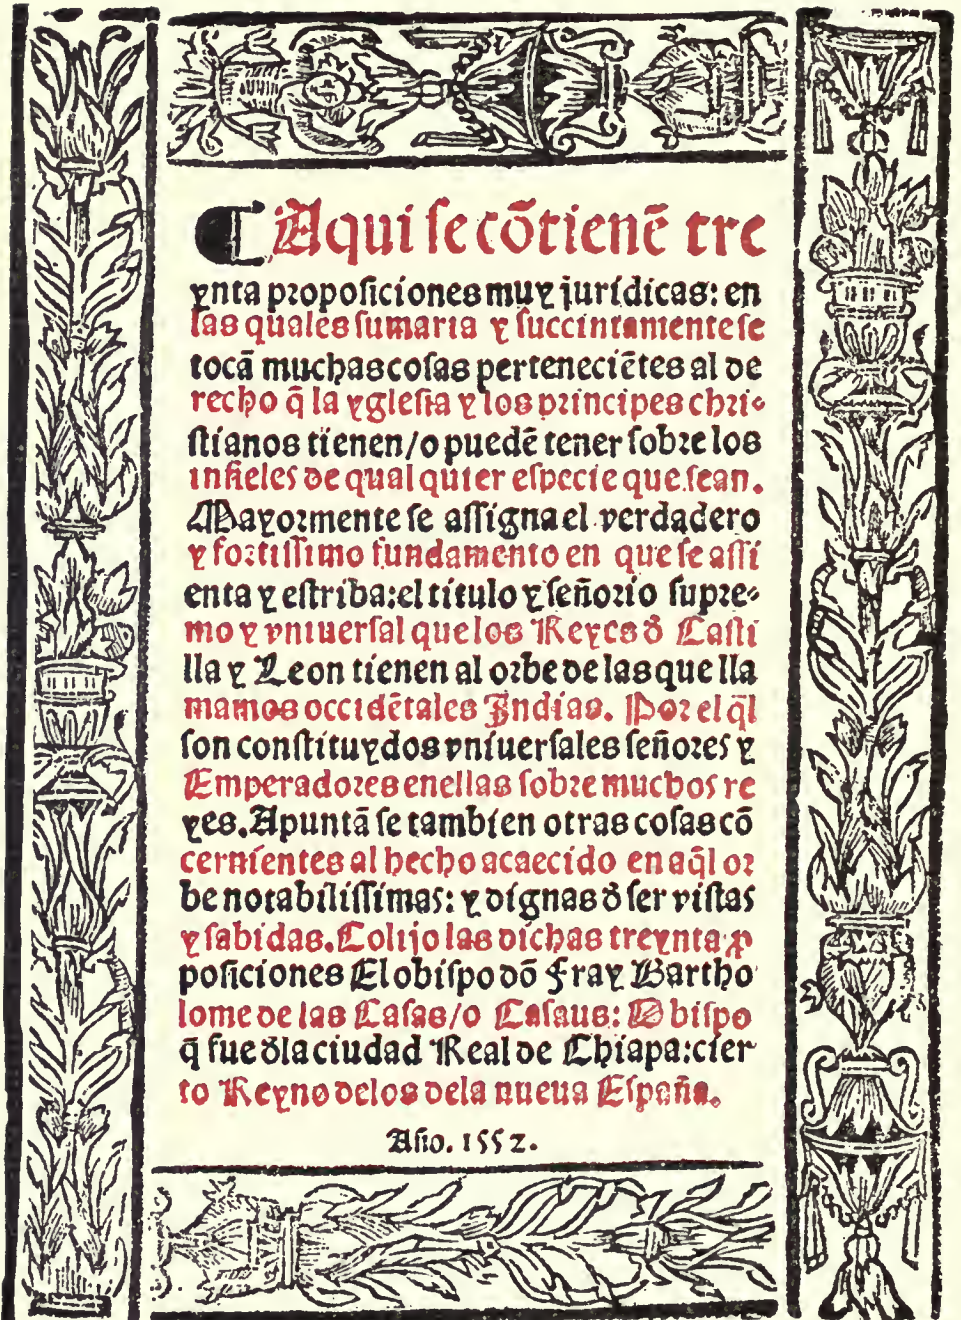 ¶ Aqui se cõtienẽ tre
ynta proposiciones muy juridicas: en
las quales sumaria y succintamente se
tocã muchas cosas perteneciẽtes al de
recho q̃ la yglesia y los principes chri-
stianos tienen/o puedẽ tener sobre los
infieles de qual quier especie que sean.
Mayormente se assigna el verdadero
y fortissimo fundamento en que se assi
enta y estriba: el titulo y señorio supre-
mo y vniuersal que los Reyes đ Casti
lla y Leon tienen al orbe de las que lla
mamos occidẽtales Indias. Por el q̃l
son constituydos vniuersales señores y
Emperadores en ellas sobre muchos re
yes. Apuntã se tambien otras cosas cõ
cernientes al hecho acaecido en aq̃l or
be notabilissimas: y dignas đ ser vistas
y sabidas. Colijo las dichas treynta ꝓ
posiciones El obispo dõ fray Bartho
lome de las Casas/o Casaus: Obispo
q̃ fue đla ciudad Real de Chiapa: cier
to Reyno de los dela nueua España.
Año. 1552.